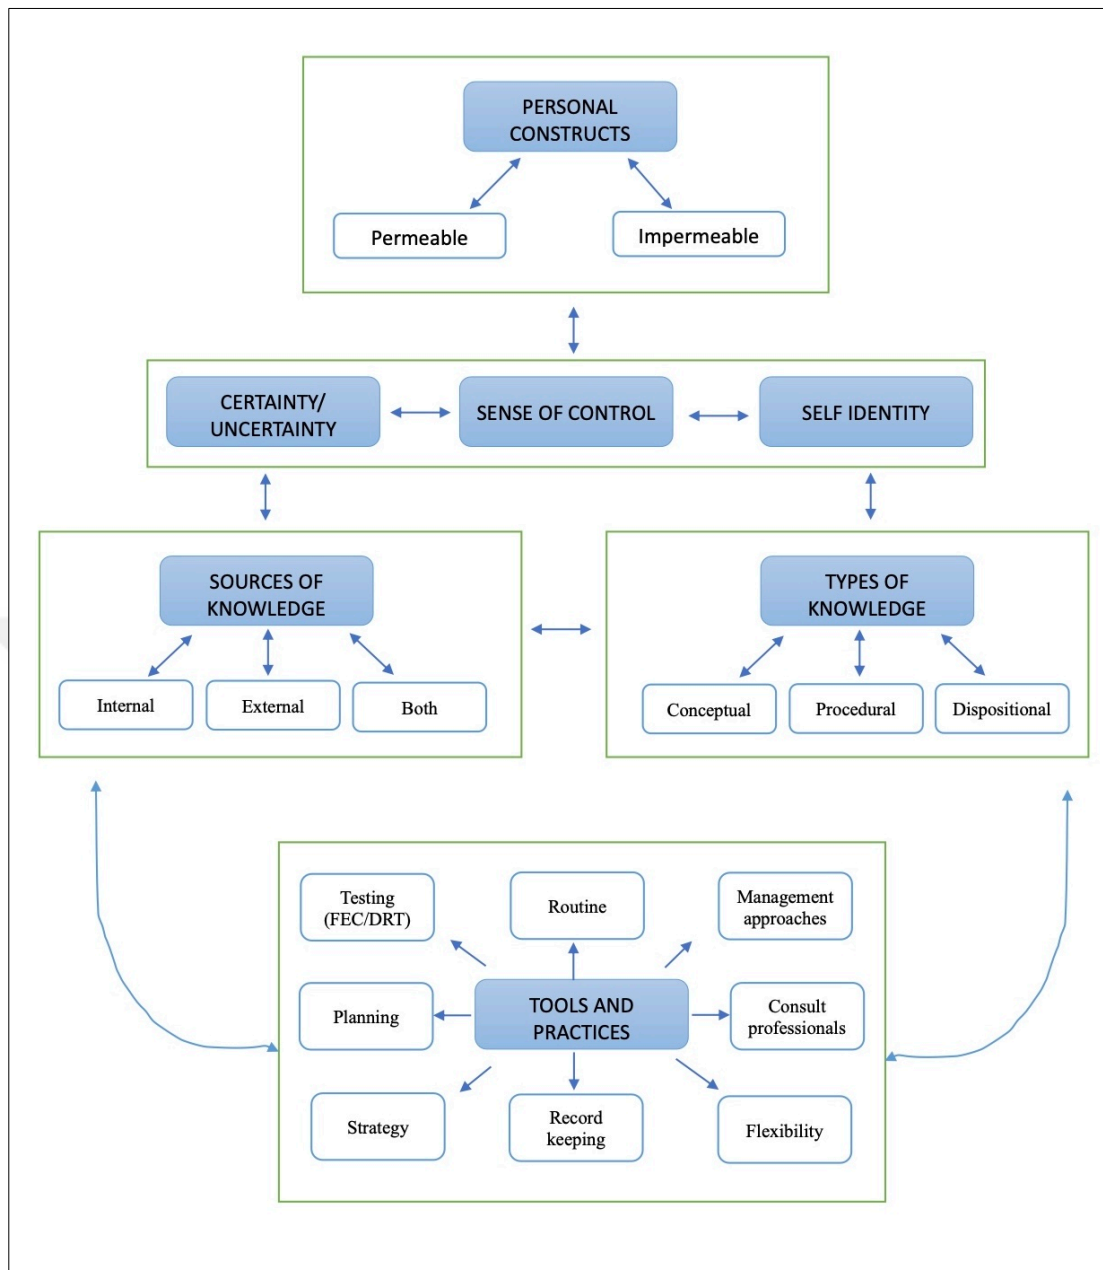 PERSONAL
CONSTRUCTS
Permeable
Impermeable
CERTAINTY/
UNCERTAINTY
SENSE OF CONTROL
SELF IDENTITY
SOURCES OF
KNOWLEDGE
Internal
External
Both
TYPES OF
KNOWLEDGE
Conceptual
Procedural
Dispositional
Testing
(FEC/DRT)
Routine
Management
approaches
Planning
TOOLS AND
PRACTICES
Consult
professionals
Strategy
Record
keeping
Flexibility